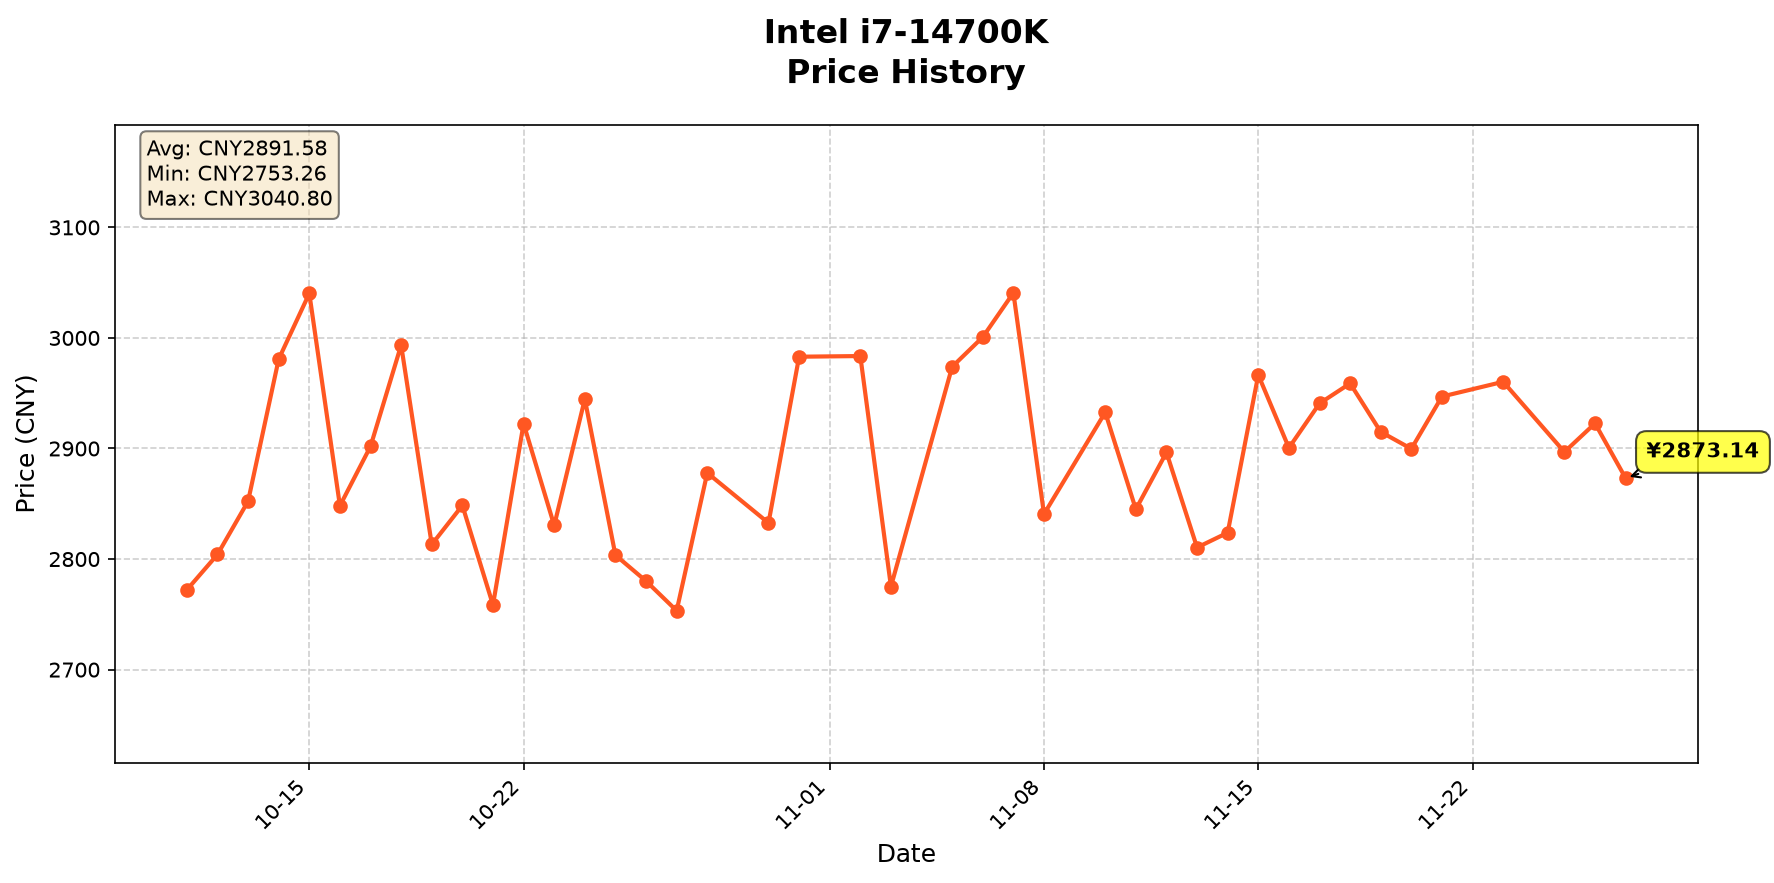 Intel i7-14700K
Price History
Avg: CNY2891.58
Min: CNY2753.26
Max: CNY3040.80
3100
3000
2900
2800
2700
Price (CNY)
¥2873.14
10-15
10-22
11-01
11-08
11-15
11-22
Date